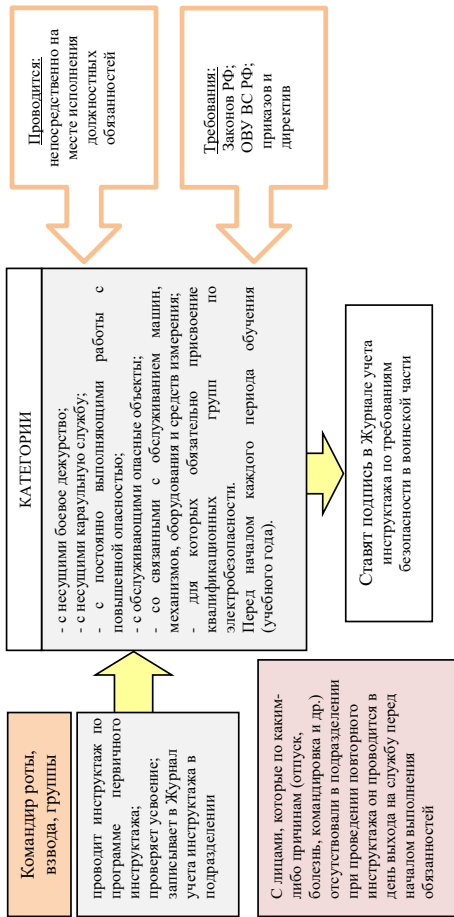 Командир роты,
взвода, группы
проводит инструктаж по
программе первичного
инструктажа;
проверяет усвоение;
записывает в Журнал
учета инструктажа в
подразделении
С лицами, которые по каким-
либо причинам (отпуск,
болезнь, командировка и др.)
отсутствовали в подразделении
при проведении повторного
инструктажа он проводится в
день выхода на службу перед
началом выполнения
обязанностей
КАТЕГОРИИ
- с несущими боевое дежурство;
- с несущими караульную службу;
- с постоянно выполняющими работы с
повышенной опасностью;
- с обслуживающими опасные объекты;
- со связанными с обслуживанием машин,
механизмов, оборудования и средств измерения;
- для которых обязательно присвоение
квалификационных групп по
электробезопасности.
Перед началом каждого периода обучения
(учебного года).
Ставят подпись в Журнале учета
инструктажа по требованиям
безопасности в воинской части
Проводится:
непосредственно на
месте исполнения
должностных
обязанностей
Требования:
Законов РФ;
ОВУ ВС РФ;
приказов и
директив